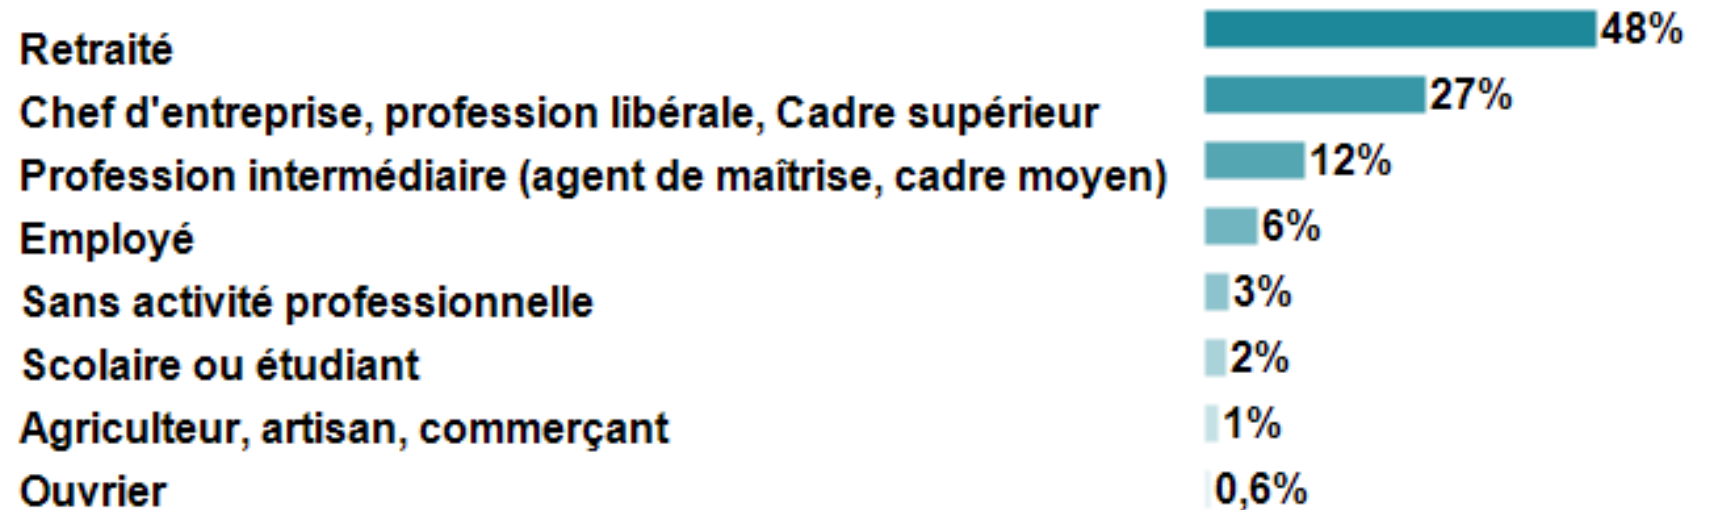 Retraité 48%
Chef d'entreprise, profession libérale, Cadre supérieur 27%
Profession intermédiaire (agent de maîtrise, cadre moyen) 12%
Employé 6%
Sans activité professionnelle 3%
Scolaire ou étudiant 2%
Agriculteur, artisan, commerçant 1%
Ouvrier 0,6%